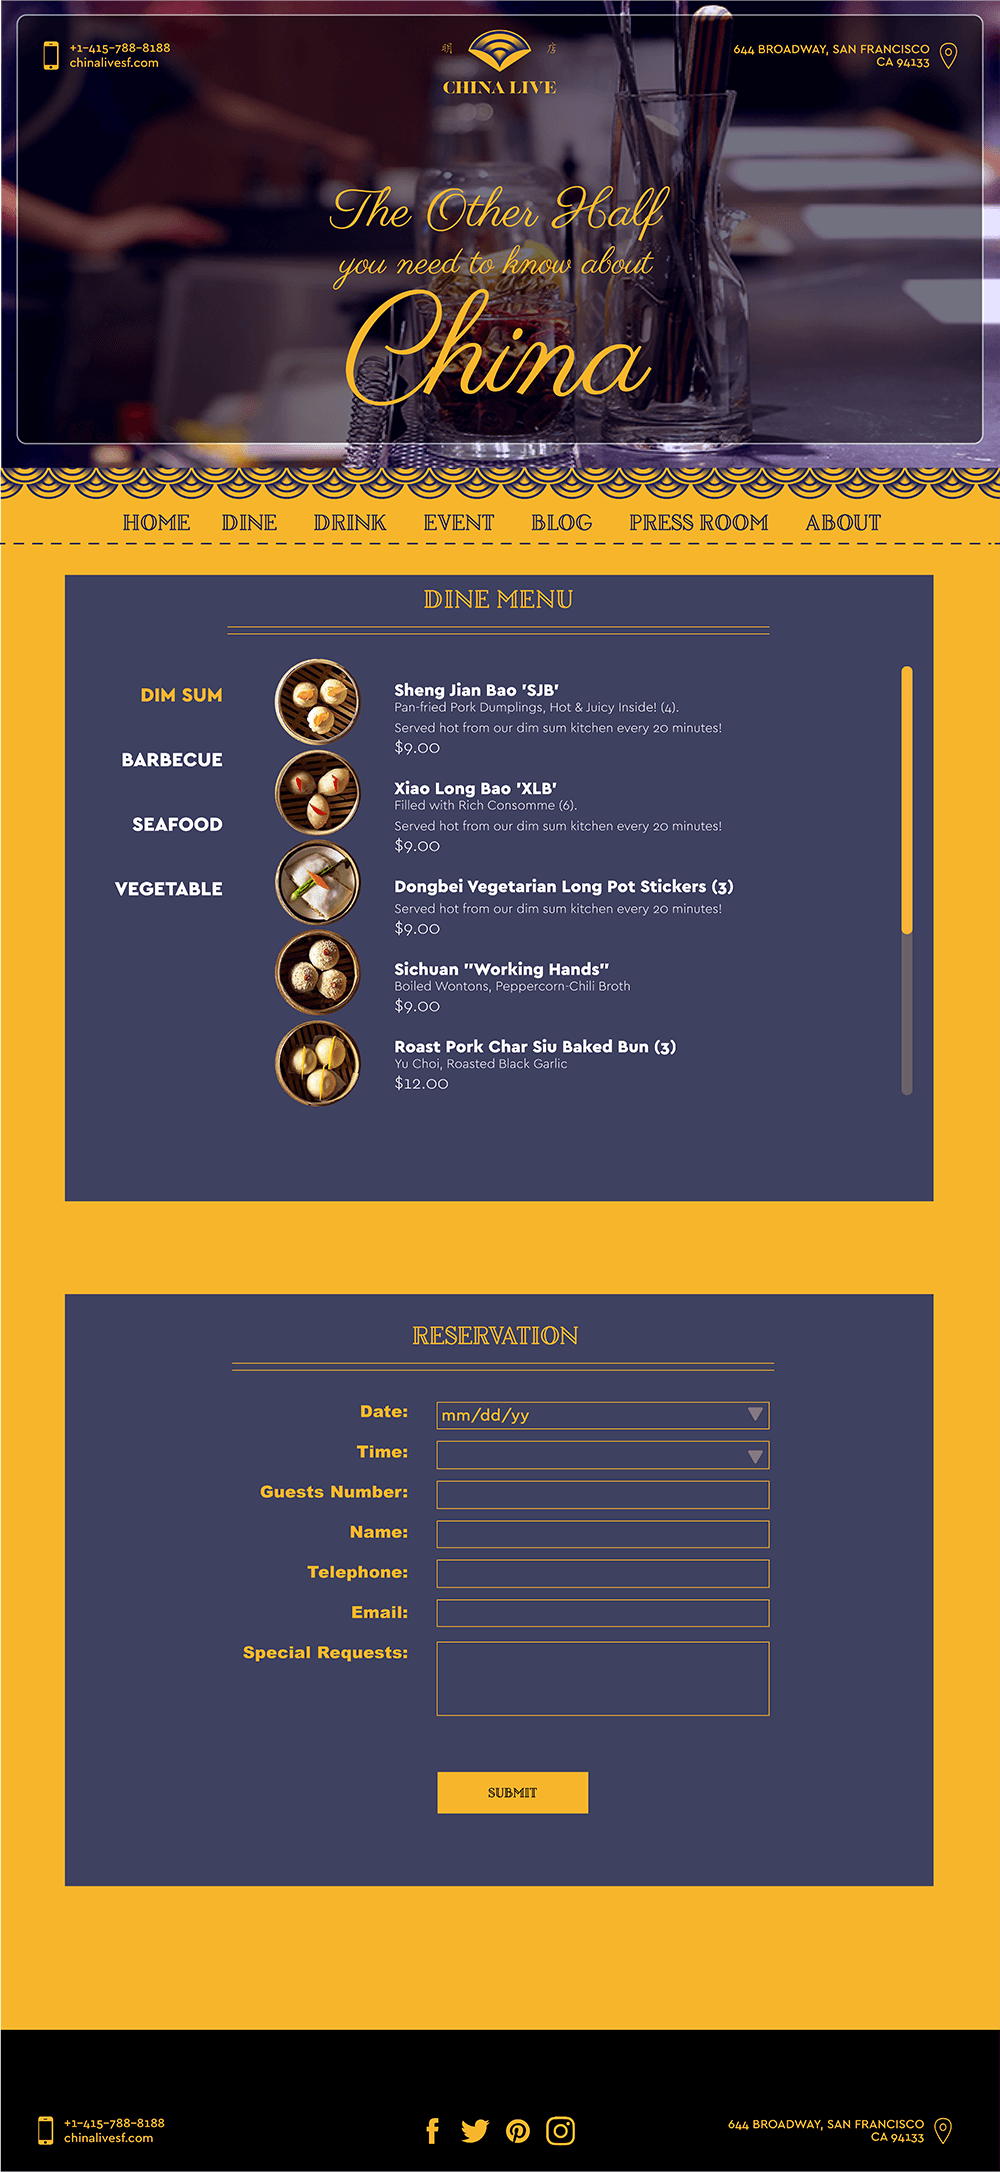 +1-415-788-8188
chinalivesf.com
明 店
CHINA LIVE
644 BROADWAY, SAN FRANCISCO
CA 94133
The Other Half
you need to know about
China
HOME DINE DRINK EVENT BLOG PRESS ROOM ABOUT
DINE MENU
DIM SUM
BARBECUE
SEAFOOD
VEGETABLE
Sheng Jian Bao 'SJB'
Pan-fried Pork Dumplings, Hot & Juicy Inside! (4).
Served hot from our dim sum kitchen every 20 minutes!
$9.00
Xiao Long Bao 'XLB'
Filled with Rich Consomme (6).
Served hot from our dim sum kitchen every 20 minutes!
$9.00
Dongbei Vegetarian Long Pot Stickers (3)
Served hot from our dim sum kitchen every 20 minutes!
$9.00
Sichuan "Working Hands"
Boiled Wontons, Peppercorn-Chili Broth
$9.00
Roast Pork Char Siu Baked Bun (3)
Yu Choi, Roasted Black Garlic
$12.00
RESERVATION
Date: mm/dd/yy
Time:
Guests Number:
Name:
Telephone:
Email:
Special Requests:
SUBMIT
+1-415-788-8188
chinalivesf.com
644 BROADWAY, SAN FRANCISCO
CA 94133